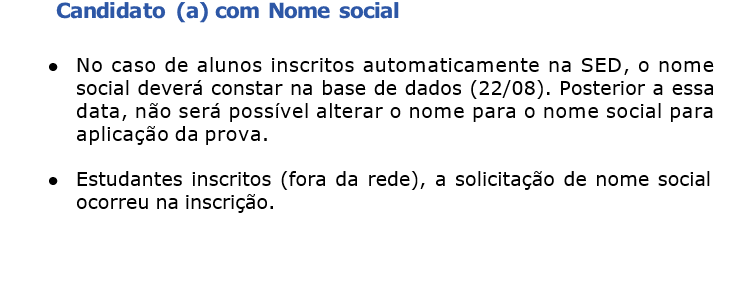 Candidato (a) com Nome social
● No caso de alunos inscritos automaticamente na SED, o nome
social deverá constar na base de dados (22/08). Posterior a essa
data, não será possível alterar o nome para o nome social para
aplicação da prova.
● Estudantes inscritos (fora da rede), a solicitação de nome social
ocorreu na inscrição.